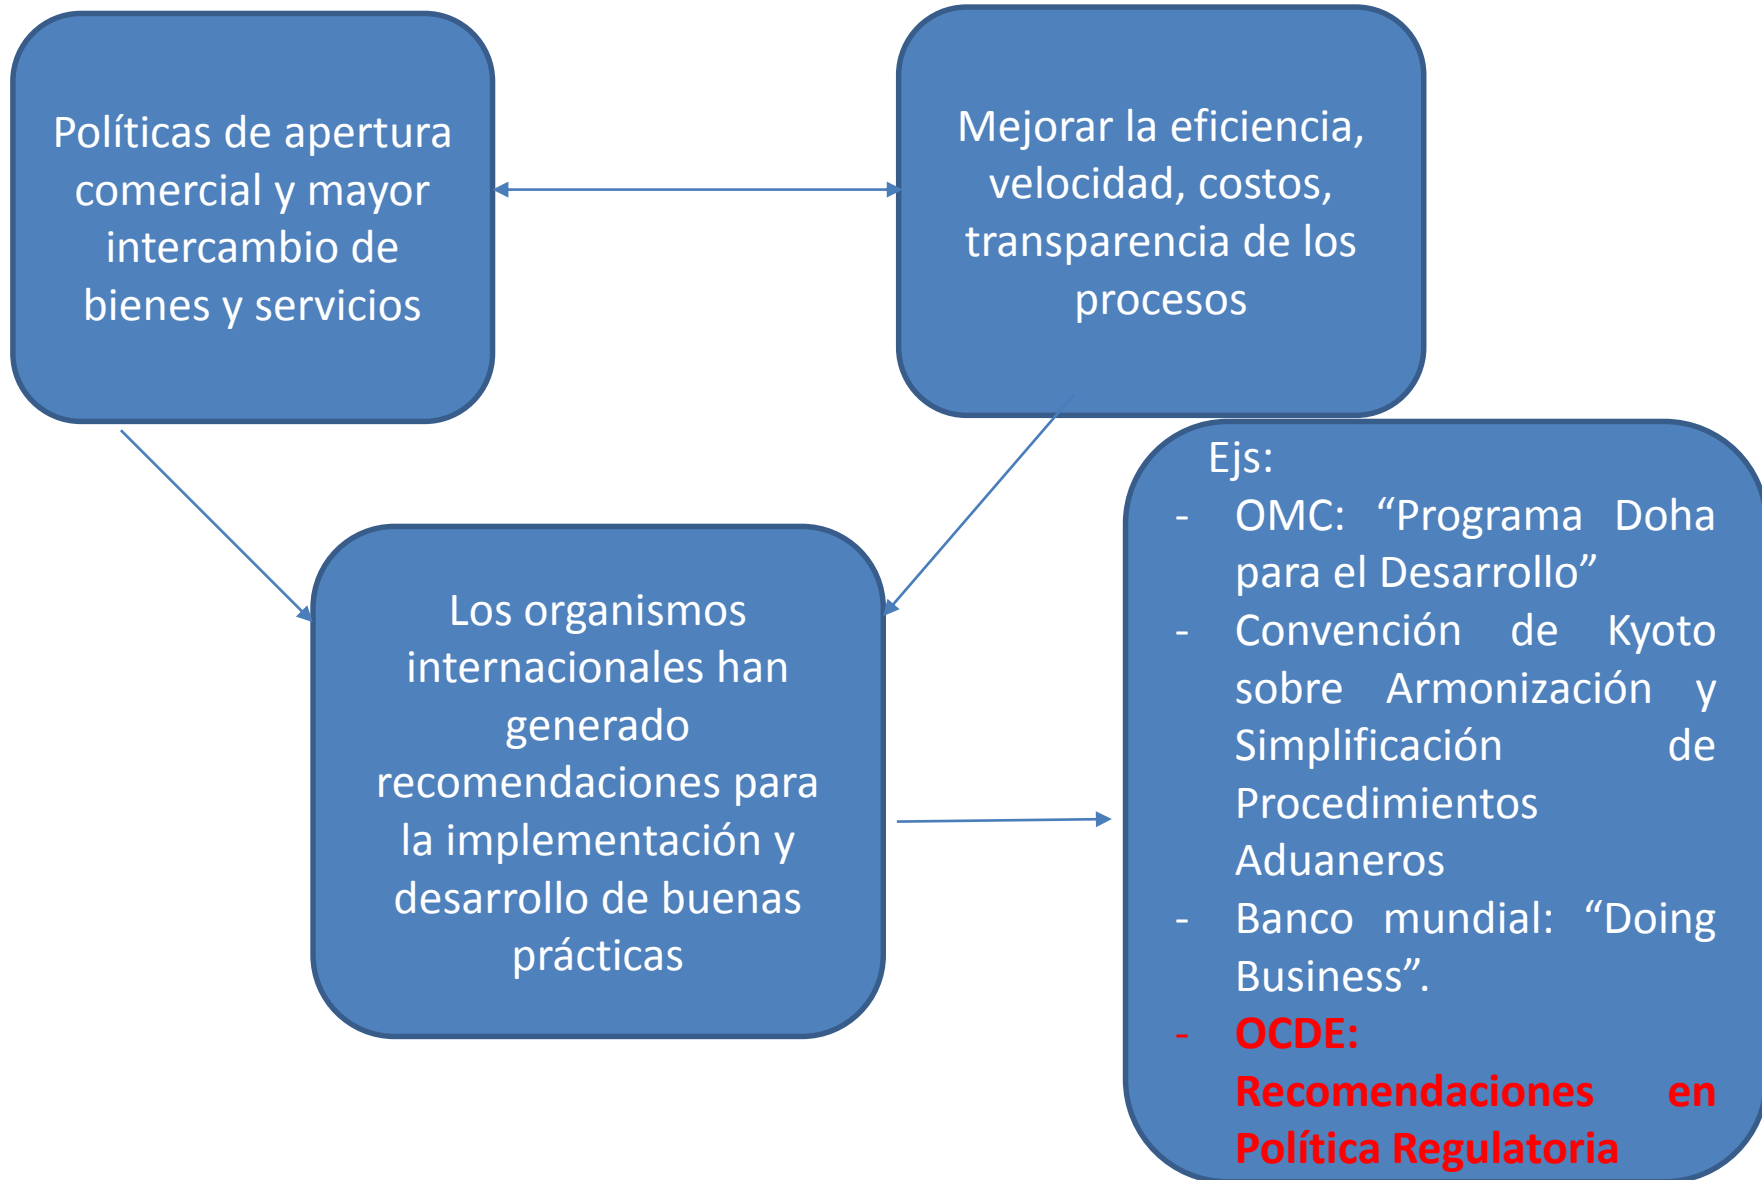 Políticas de apertura
comercial y mayor
intercambio de
bienes y servicios
Mejorar la eficiencia,
velocidad, costos,
transparencia de los
procesos
Los organismos
internacionales han
generado
recomendaciones para
la implementación y
desarrollo de buenas
prácticas
Ejs:
- OMC: “Programa Doha
para el Desarrollo”
- Convención de Kyoto
sobre Armonización y
Simplificación de
Procedimientos
Aduaneros
- Banco mundial: “Doing
Business”.
- OCDE:
Recomendaciones en
Política Regulatoria